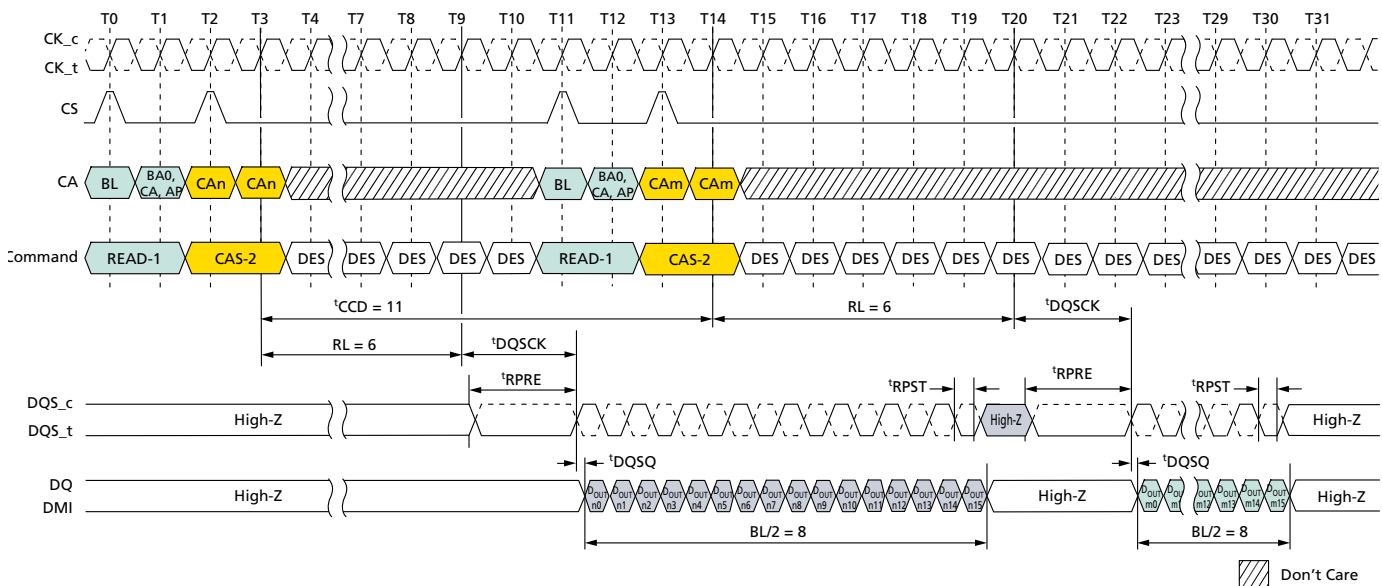 T0 T1 T2 T3 T4 T7 T8 T9 T10 T11 T12 T13 T14 T15 T16 T17 T18 T19 T20 T21 T22 T23 T29 T30 T31
CK_c
CK_t
CS
CA BL BA0, CA, AP CAn CAn BL BA0, CA, AP CAm CAm
Command READ-1 CAS-2 DES DES DES DES DES READ-1 CAS-2 DES DES DES DES DES DES DES DES DES DES DES DES DES
tCCD = 11 RL = 6 tDQSCK
RL = 6 tDQSCK
tRPRE tRPST tRPRE tRPST
DQS_c
DQS_t
High-Z High-Z High-Z
tDQSQ tDQSQ
DQ
DMI
High-Z DOUT n0 DOUT n1 DOUT n2 DOUT n3 DOUT n4 DOUT n5 DOUT n6 DOUT n7 DOUT n8 DOUT n9 DOUT n10 DOUT n11 DOUT n12 DOUT n13 DOUT n14 DOUT n15 High-Z DOUT m0 DOUT m12 DOUT m13 DOUT m14 DOUT m15 High-Z
BL/2 = 8 BL/2 = 8
Don't Care